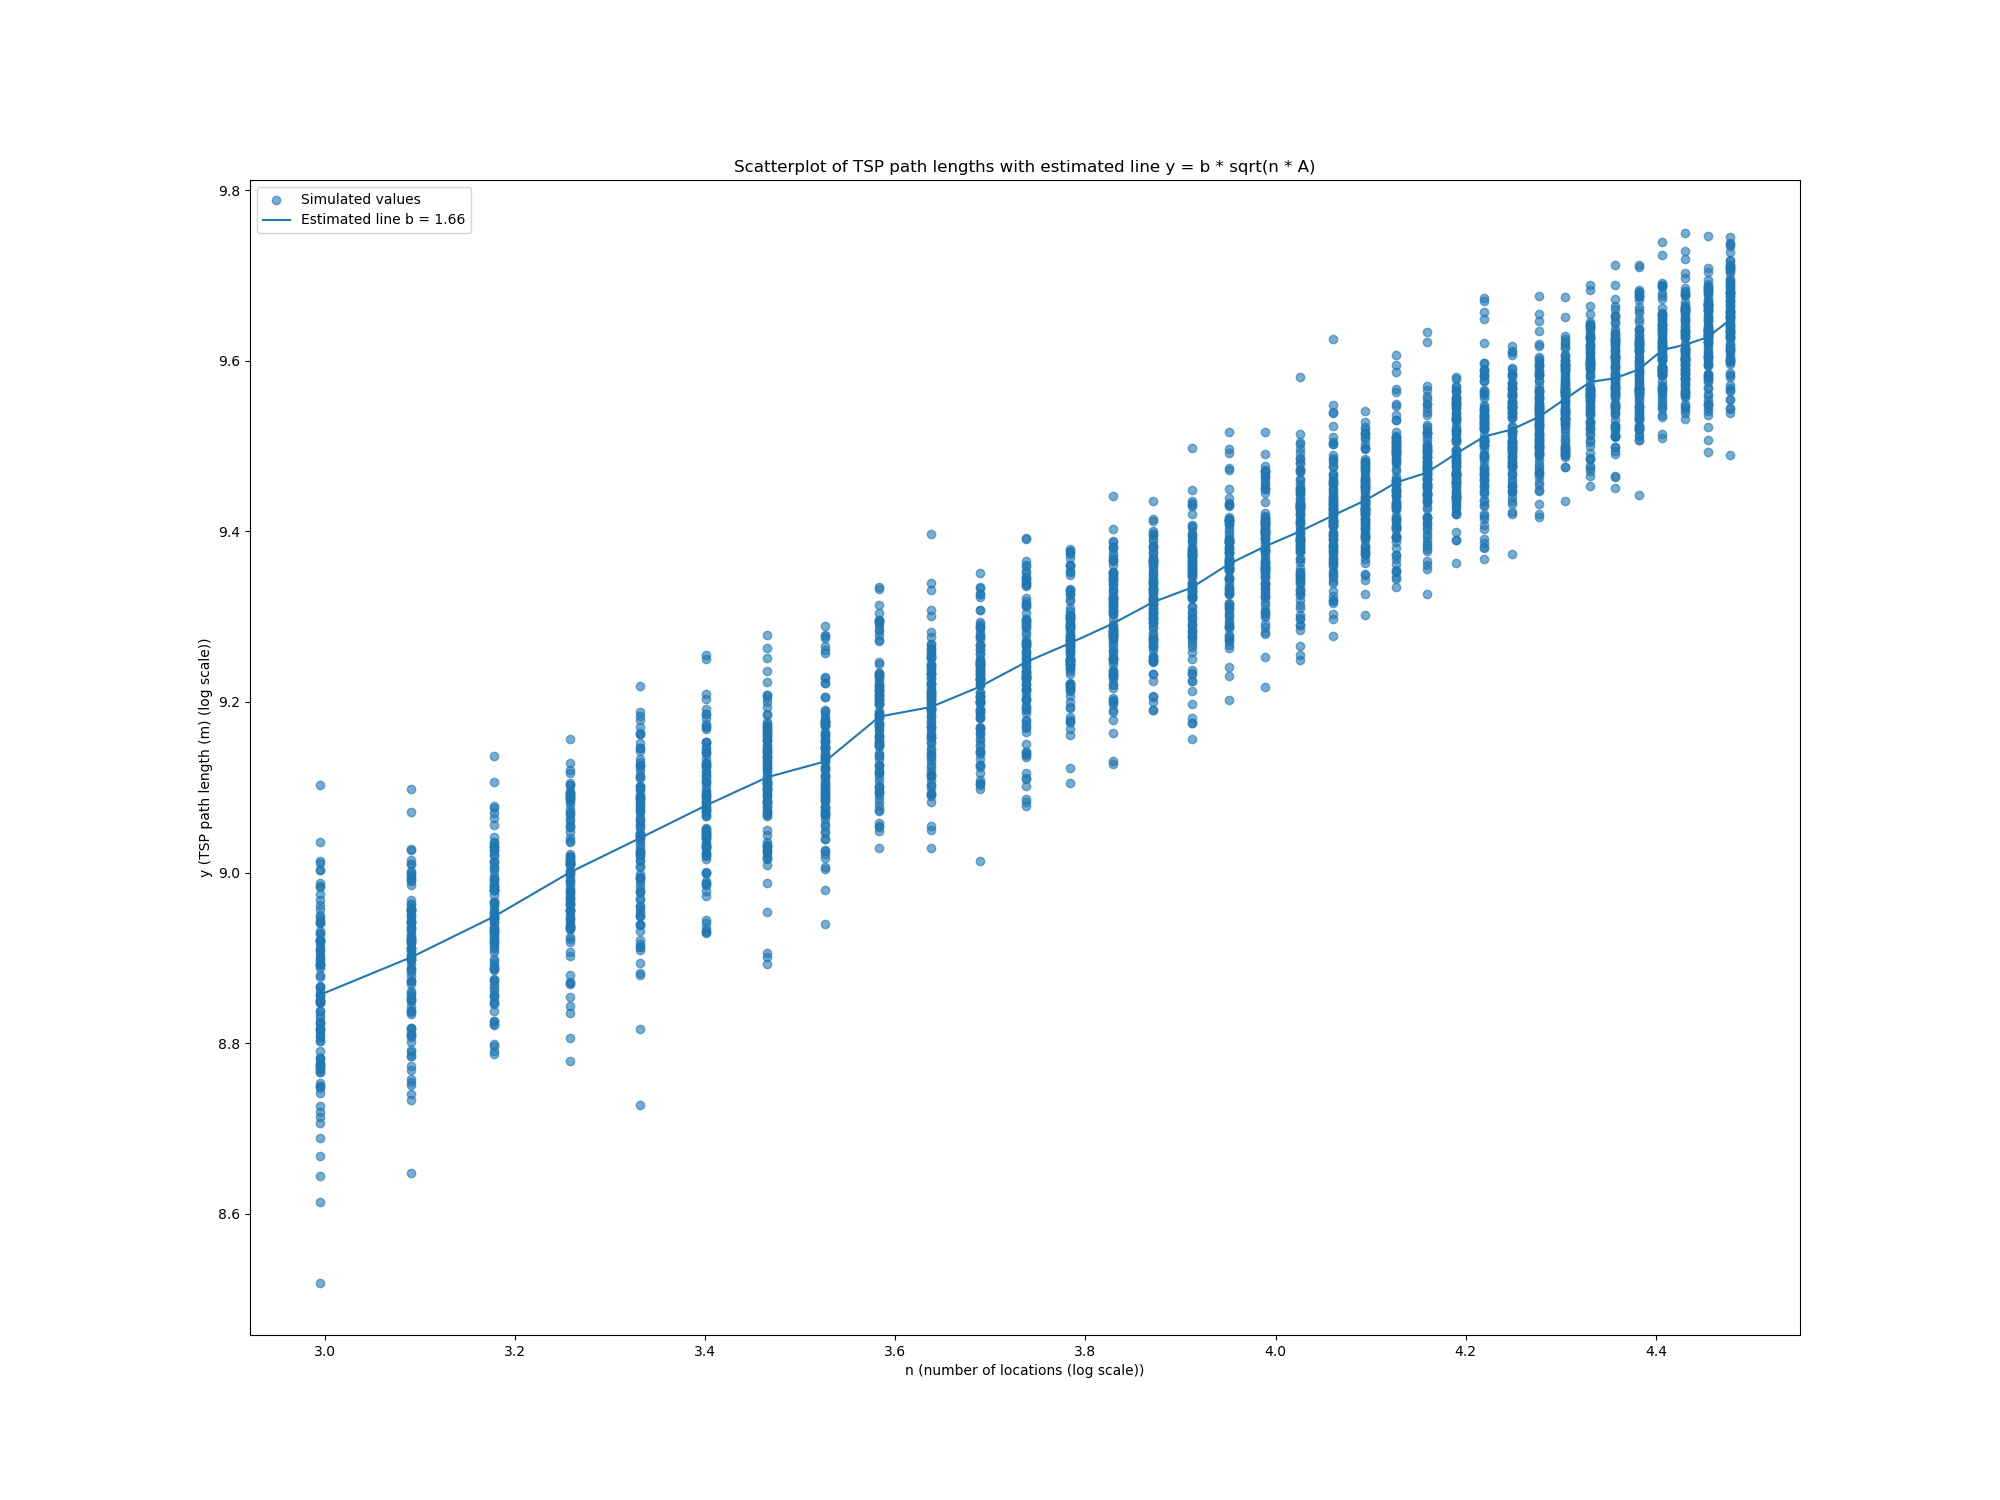 Scatterplot of TSP path lengths with estimated line y = b * sqrt(n * A)
Simulated values
Estimated line b = 1.66
9.8
9.6
9.4
9.2
9.0
8.8
8.6
y (TSP path length (m) (log scale))
3.0 3.2 3.4 3.6 3.8 4.0 4.2 4.4
n (number of locations (log scale))